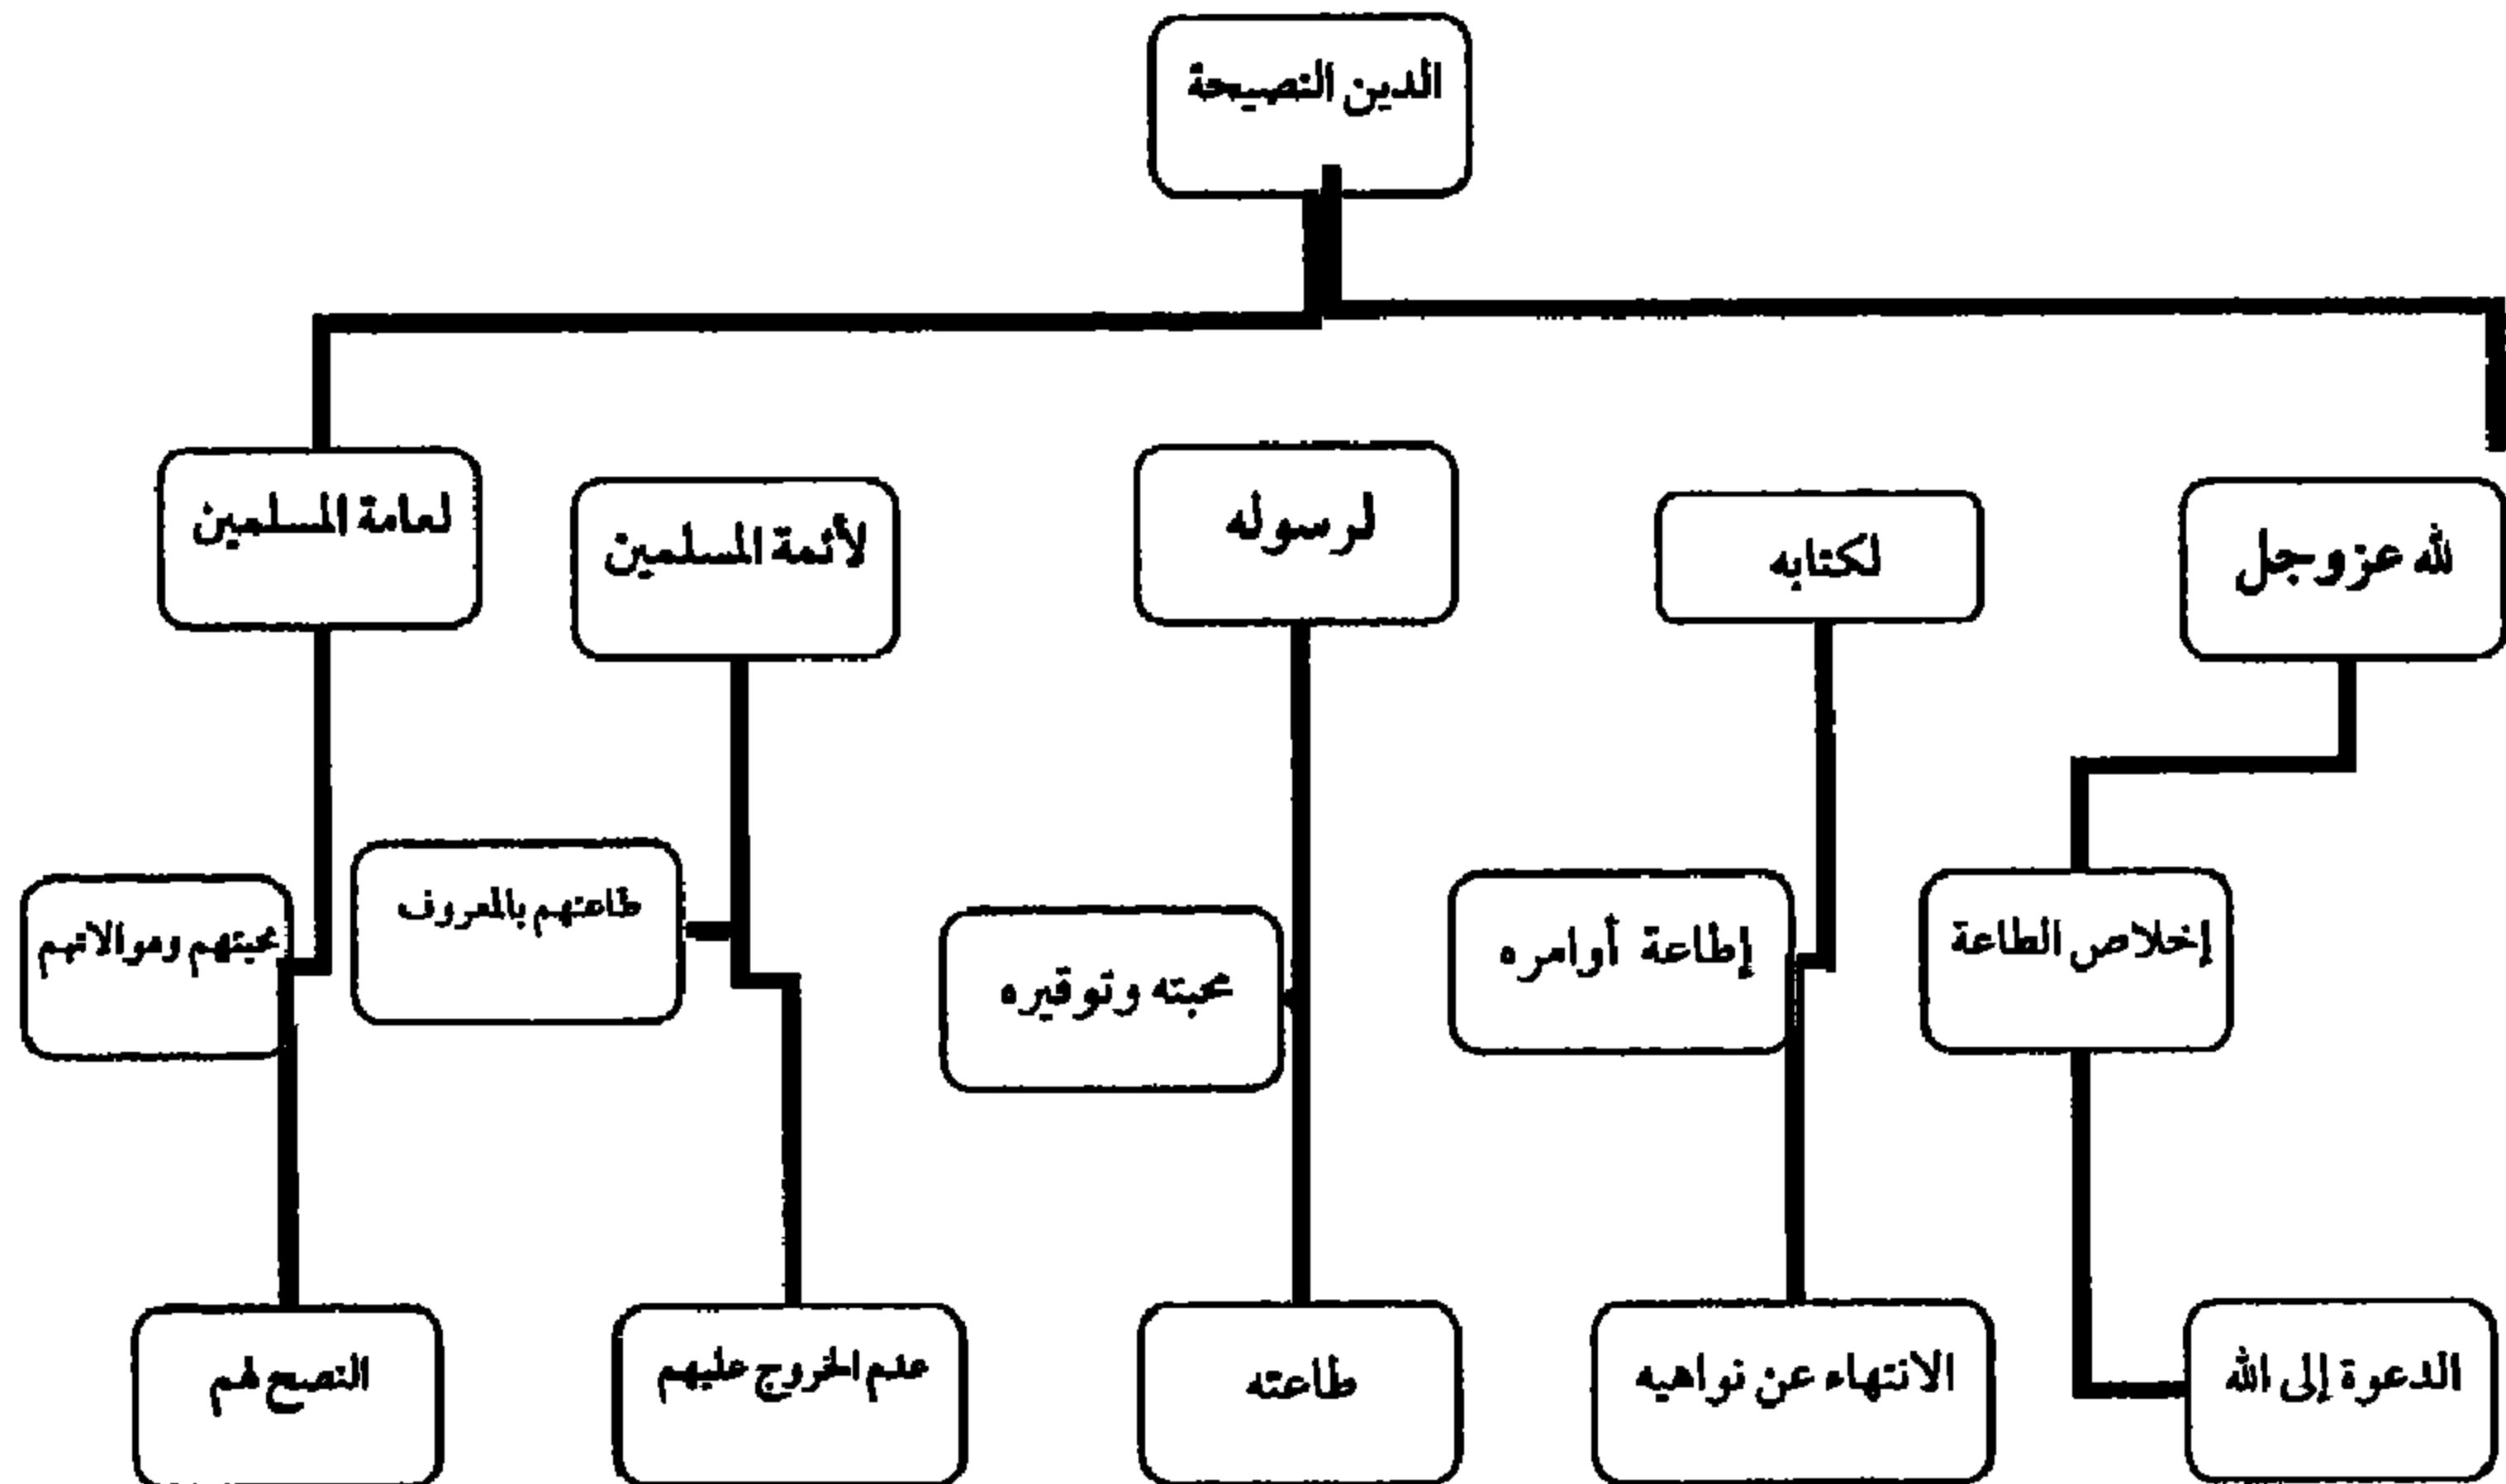 الدين النصيحة
لله عز وجل
لكتابه
لرسوله
لأئمة المسلمين
لعامة المسلمين
إخلاص الطاعة
إطاعة أوامره
محبته وتوقيره
طاعتهم بالمعروف
محبتهم وموالاتهم
الدعوة إلى الله
الانتهاء عن نواهيه
طاعته
عدم الخروج عليهم
النصح لهم